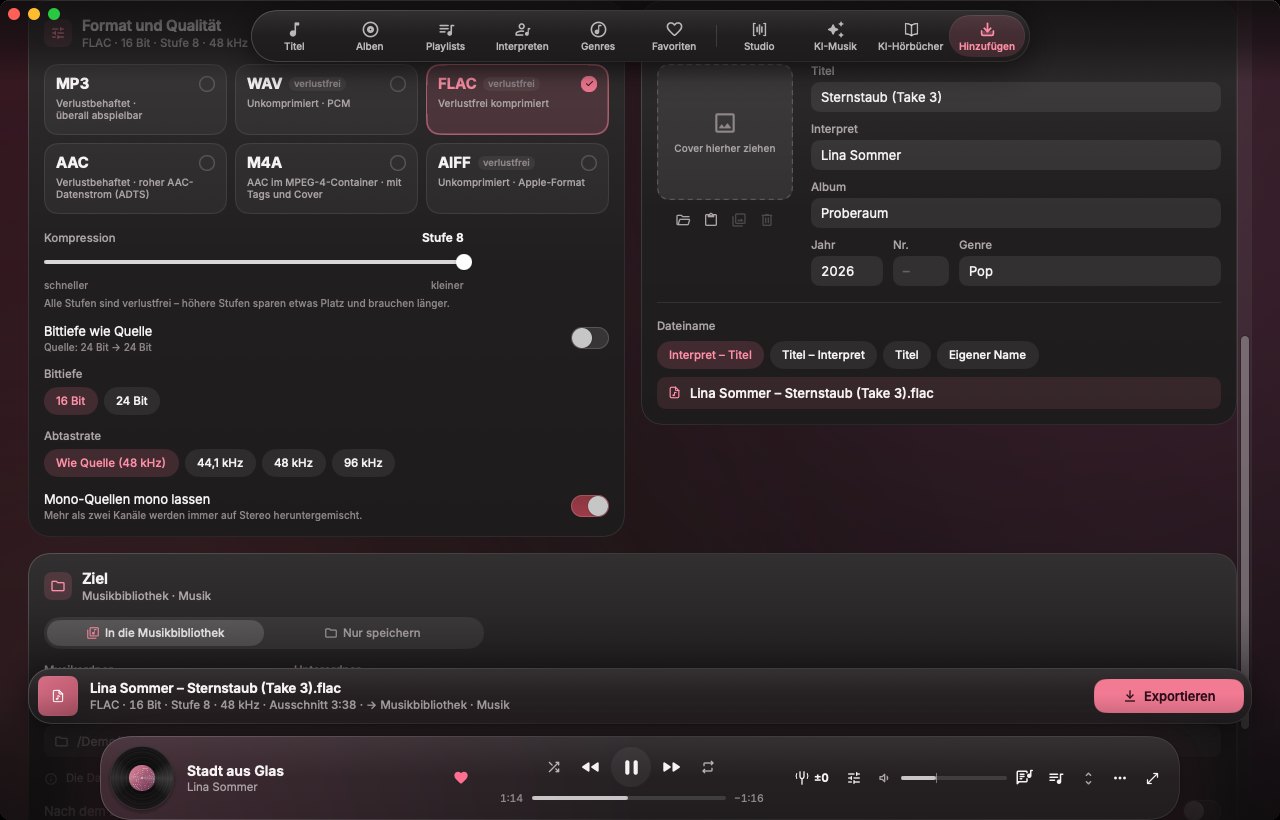 Format und Qualität
FLAC · 16 Bit · Stufe 8 · 48 kHz
Titel
Alben
Playlists
Interpreten
Genres
Favoriten
Studio
KI-Musik
KI-Hörbücher
Hinzufügen
MP3
Verlustbehaftet ·
überall abspielbar
WAV verlustfrei
Unkomprimiert · PCM
FLAC verlustfrei
Verlustfrei komprimiert
AAC
Verlustbehaftet · roher AAC-
Datenstrom (ADTS)
M4A
AAC im MPEG-4-Container · mit
Tags und Cover
AIFF verlustfrei
Unkomprimiert · Apple-Format
Kompression
Stufe 8
schneller
kleiner
Alle Stufen sind verlustfrei – höhere Stufen sparen etwas Platz und brauchen länger.
Bittiefe wie Quelle
Quelle: 24 Bit → 24 Bit
Bittiefe
16 Bit
24 Bit
Abtastrate
Wie Quelle (48 kHz)
44,1 kHz
48 kHz
96 kHz
Mono-Quellen mono lassen
Mehr als zwei Kanäle werden immer auf Stereo heruntergemischt.
Cover hierher ziehen
Titel
Sternstaub (Take 3)
Interpret
Lina Sommer
Album
Proberaum
Jahr
Nr.
Genre
2026
–
Pop
Dateiname
Interpret – Titel
Titel – Interpret
Titel
Eigener Name
Lina Sommer – Sternstaub (Take 3).flac
Ziel
Musikbibliothek · Musik
In die Musikbibliothek
Nur speichern
Lina Sommer – Sternstaub (Take 3).flac
FLAC · 16 Bit · Stufe 8 · 48 kHz · Ausschnitt 3:38 · → Musikbibliothek · Musik
Exportieren
Stadt aus Glas
Lina Sommer
1:14
−1:16
±0
Nach dem